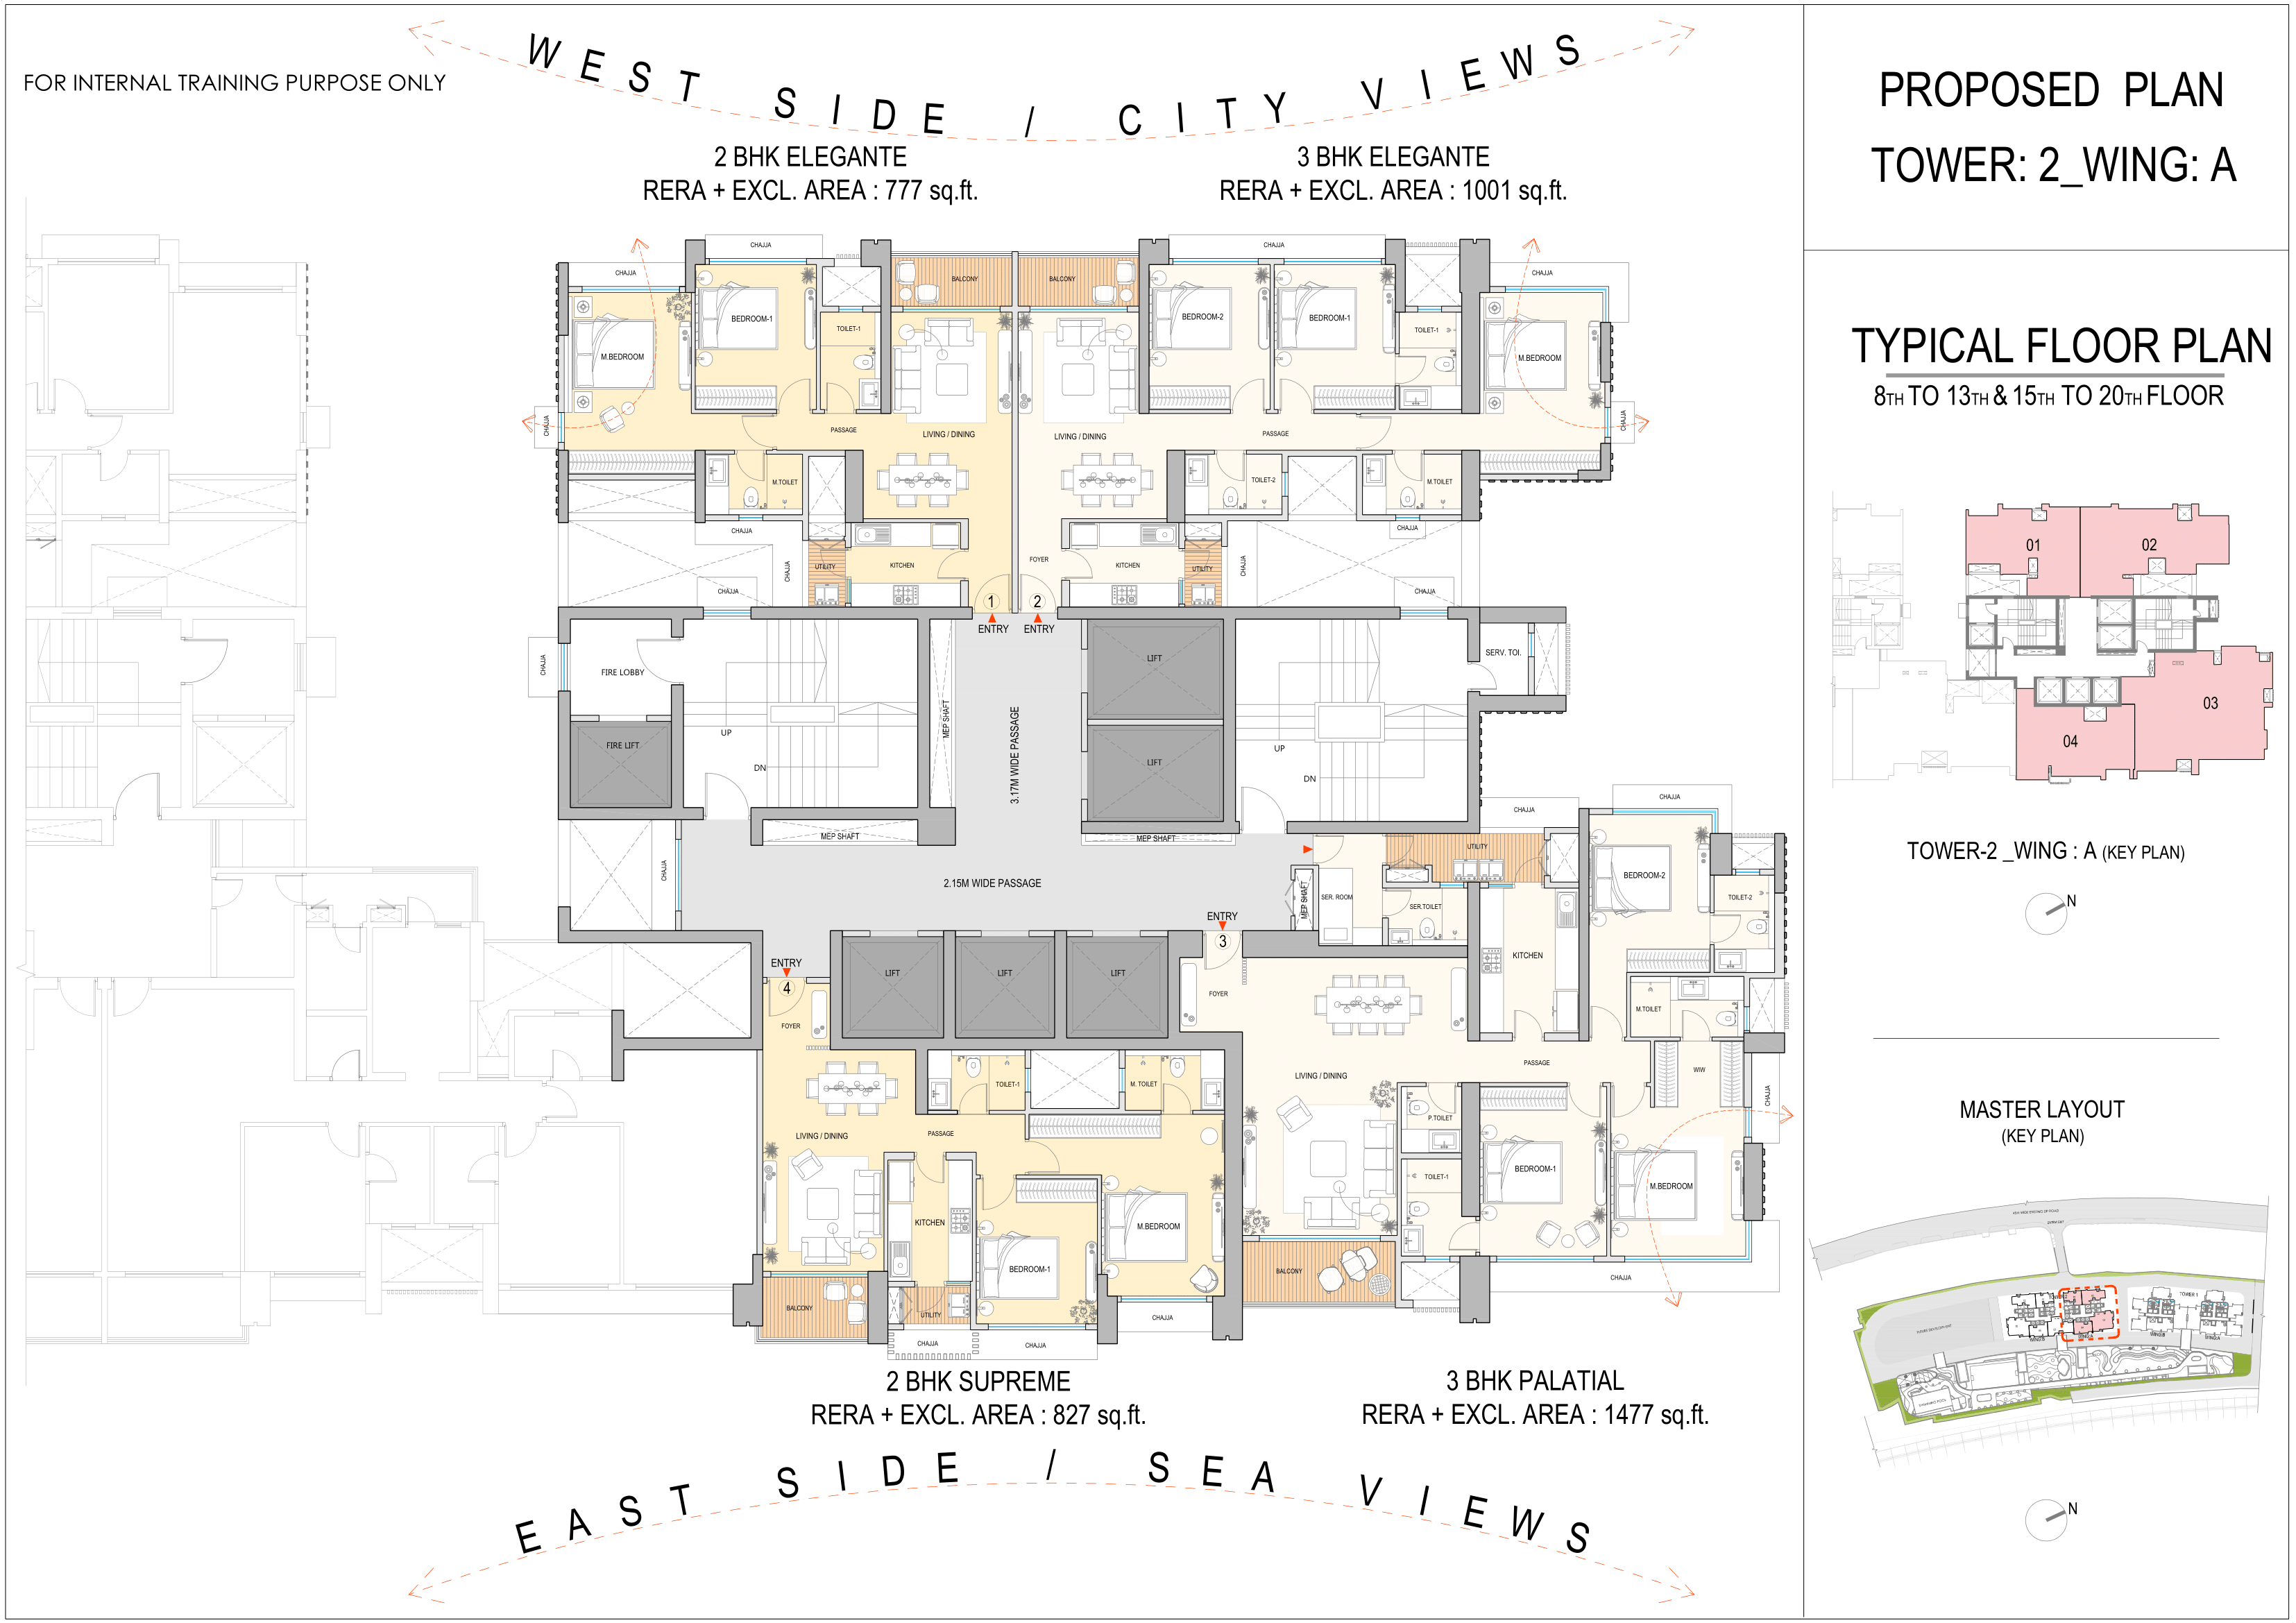 FOR INTERNAL TRAINING PURPOSE ONLY
WEST SIDE / CITY VIEWS
2 BHK ELEGANTE
RERA + EXCL. AREA : 777 sq.ft.
3 BHK ELEGANTE
RERA + EXCL. AREA : 1001 sq.ft.
CHAJJA
CHAJJA
CHAJJA
CHAJJA
BALCONY
BALCONY
M.BEDROOM
BEDROOM-1
TOILET-1
BEDROOM-2
BEDROOM-1
TOILET-1
M.BEDROOM
CHAJJA
CHAJJA
PASSAGE
LIVING / DINING
LIVING / DINING
PASSAGE
M.TOILET
TOILET-2
M.TOILET
CHAJJA
CHAJJA
CHAJJA
UTILITY
KITCHEN
FOYER
KITCHEN
UTILITY
CHAJJA
CHAJJA
CHAJJA
1
2
ENTRY
ENTRY
CHAJJA
FIRE LOBBY
FIRE LIFT
UP
DN
MEP SHAFT
3.17M WIDE PASSAGE
LIFT
LIFT
UP
DN
SERV. TOI.
MEP SHAFT
MEP SHAFT
CHAJJA
2.15M WIDE PASSAGE
CHAJJA
CHAJJA
UTILITY
BEDROOM-2
MEP SHAFT
SER. ROOM
SER.TOILET
TOILET-2
ENTRY
3
ENTRY
4
LIFT
LIFT
LIFT
FOYER
FOYER
KITCHEN
M.TOILET
PASSAGE
WIW
CHAJJA
TOILET-1
M. TOILET
LIVING / DINING
LIVING / DINING
PASSAGE
P.TOILET
TOILET-1
BEDROOM-1
M.BEDROOM
KITCHEN
BEDROOM-1
M.BEDROOM
BALCONY
UTILITY
CHAJJA
CHAJJA
CHAJJA
BALCONY
CHAJJA
2 BHK SUPREME
RERA + EXCL. AREA : 827 sq.ft.
3 BHK PALATIAL
RERA + EXCL. AREA : 1477 sq.ft.
EAST SIDE / SEA VIEWS
PROPOSED PLAN
TOWER: 2_WING: A
TYPICAL FLOOR PLAN
8TH TO 13TH & 15TH TO 20TH FLOOR
01
02
03
04
TOWER-2 _WING : A (KEY PLAN)
N
MASTER LAYOUT
(KEY PLAN)
TOWER 1
N